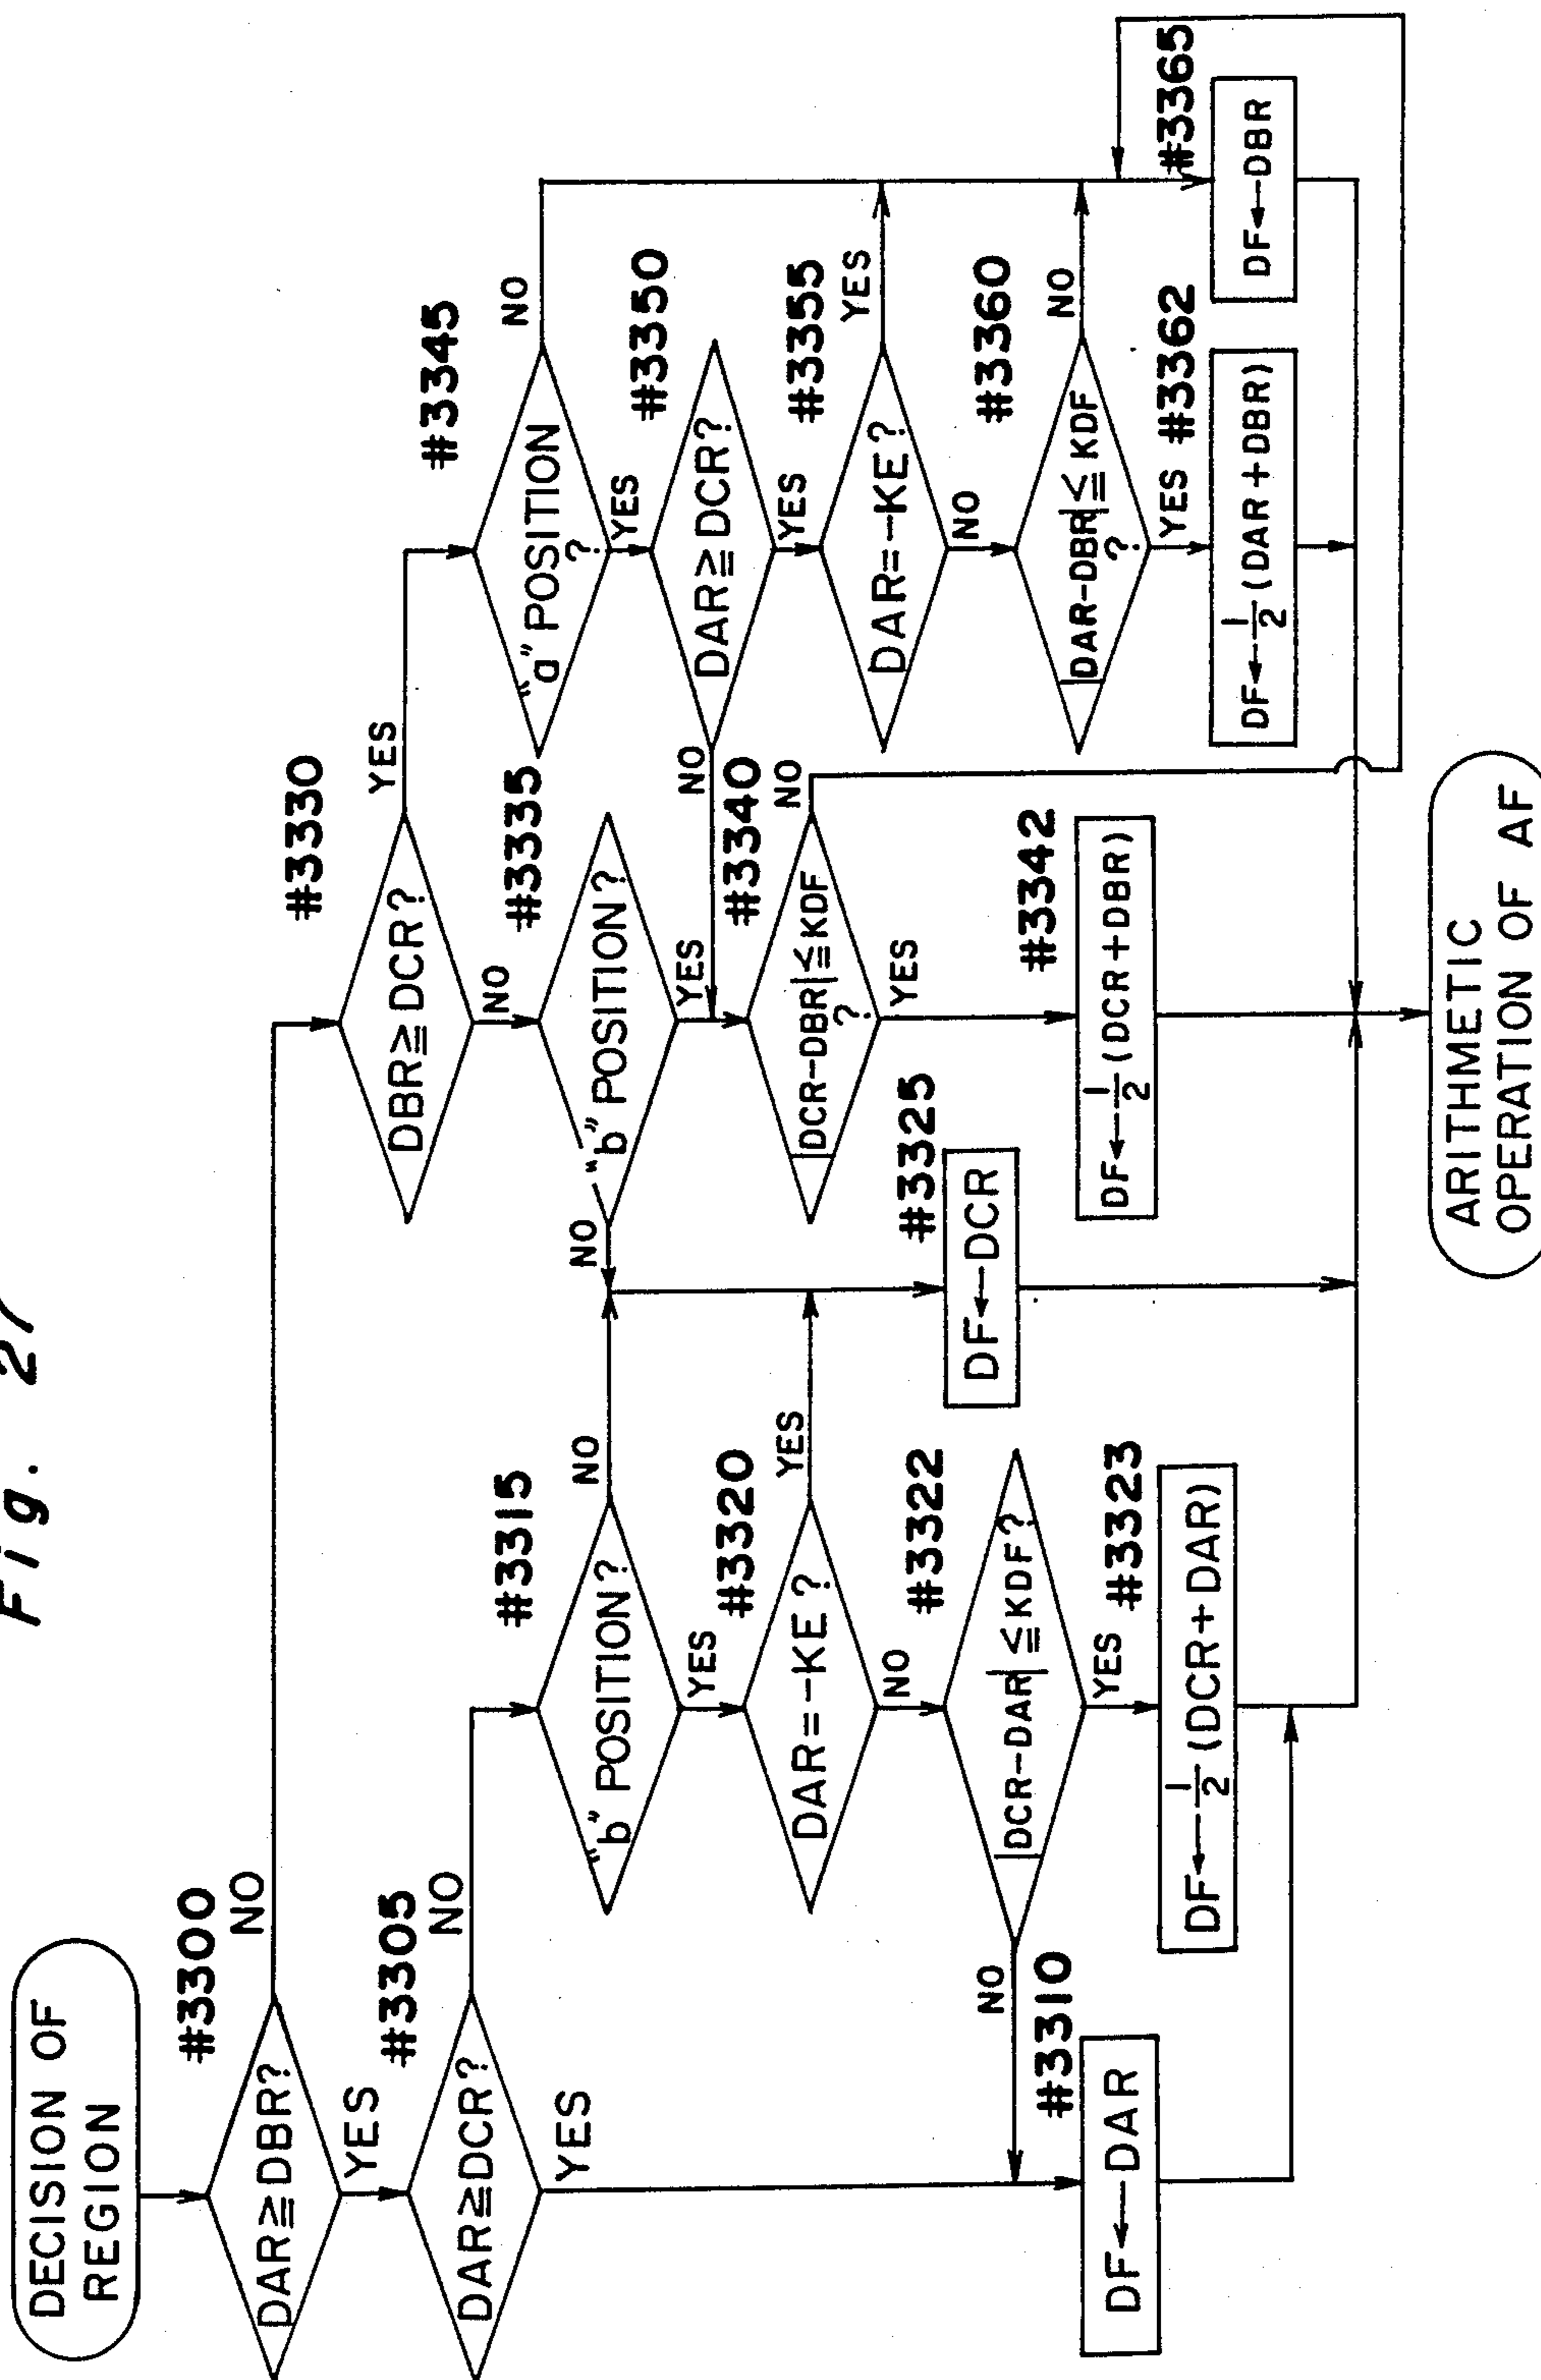 Fig. 27
DECISION OF
REGION
#3300
DAR≧DBR?
NO
YES
#3305
DAR≧DCR?
NO
YES
#3315
"b" POSITION?
NO
YES
#3320
DAR=-KE?
YES
NO
#3322
|DCR-DAR|≦KDF?
NO
YES
#3310
DF←DAR
#3323
DF←1/2(DCR+DAR)
#3325
DF←DCR
#3330
DBR≧DCR?
YES
NO
#3335
"b" POSITION?
NO
YES
#3340
|DCR-DBR|≦KDF
?
NO
YES
#3342
DF←1/2(DCR+DBR)
#3345
"a" POSITION
?
NO
YES
#3350
DAR≧DCR?
NO
YES
#3355
DAR=-KE?
YES
NO
#3360
|DAR-DBR|≦KDF
?
NO
YES
#3362
DF←1/2(DAR+DBR)
#3365
DF←DBR
ARITHMETIC
OPERATION OF AF